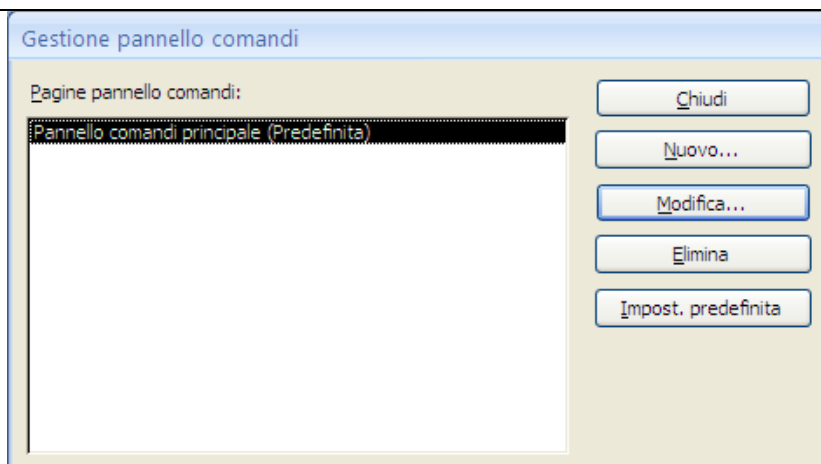 Gestione pannello comandi
Pagine pannello comandi:
Pannello comandi principale (Predefinita)
Chiudi
Nuovo...
Modifica...
Elimina
Impost. predefinita